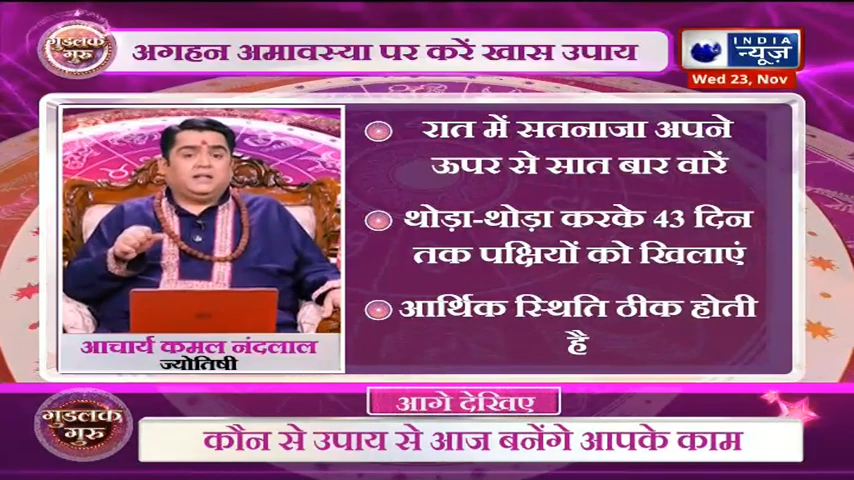 गुडलक
गुरु
अगहन अमावस्या पर करें खास उपाय
INDIA
न्यूज़
Wed 23, Nov
रात में सतनाजा अपने
ऊपर से सात बार वारें
थोड़ा-थोड़ा करके 43 दिन
तक पक्षियों को खिलाएं
आर्थिक स्थिति ठीक होती
है
आचार्य कमल नंदलाल
ज्योतिषी
आगे देखिए
गुडलक
गुरु
कौन से उपाय से आज बनेंगे आपके काम